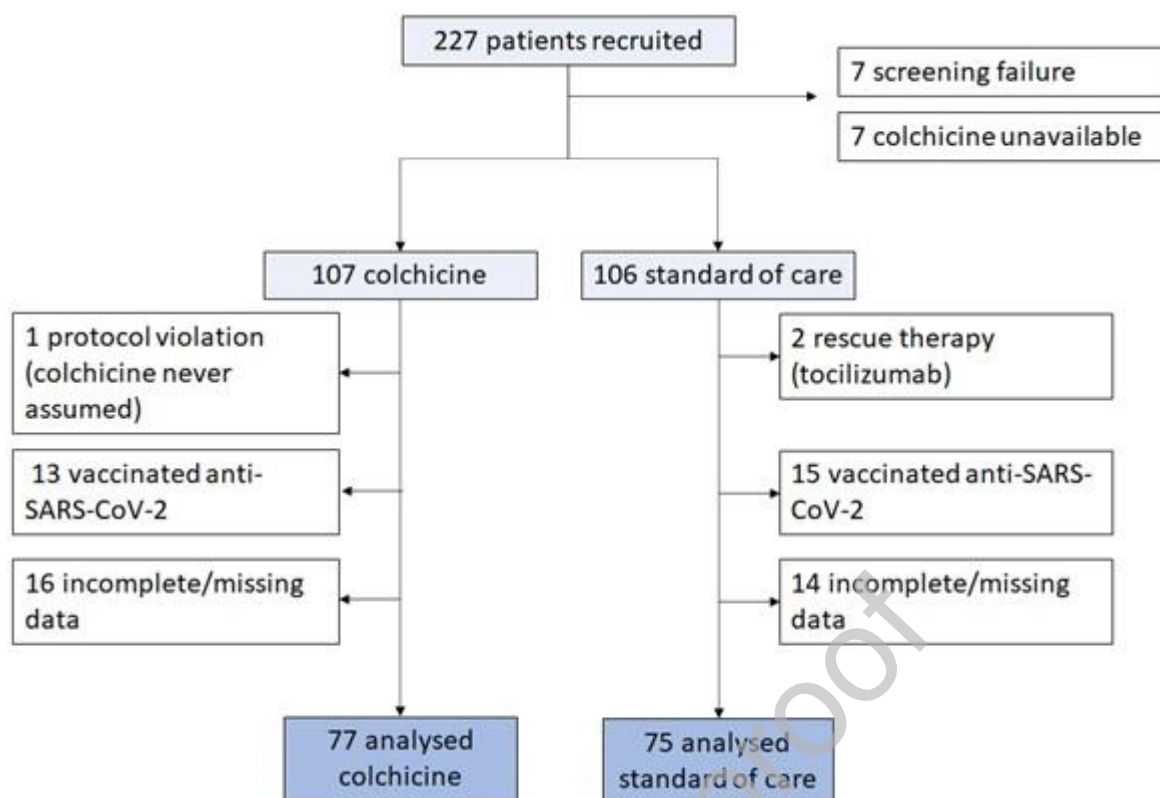 227 patients recruited
7 screening failure
7 colchicine unavailable
107 colchicine
106 standard of care
1 protocol violation
(colchicine never
assumed)
2 rescue therapy
(tocilizumab)
13 vaccinated anti-
SARS-CoV-2
15 vaccinated anti-SARS-
CoV-2
16 incomplete/missing
data
14 incomplete/missing
data
77 analysed
colchicine
75 analysed
standard of care
roof